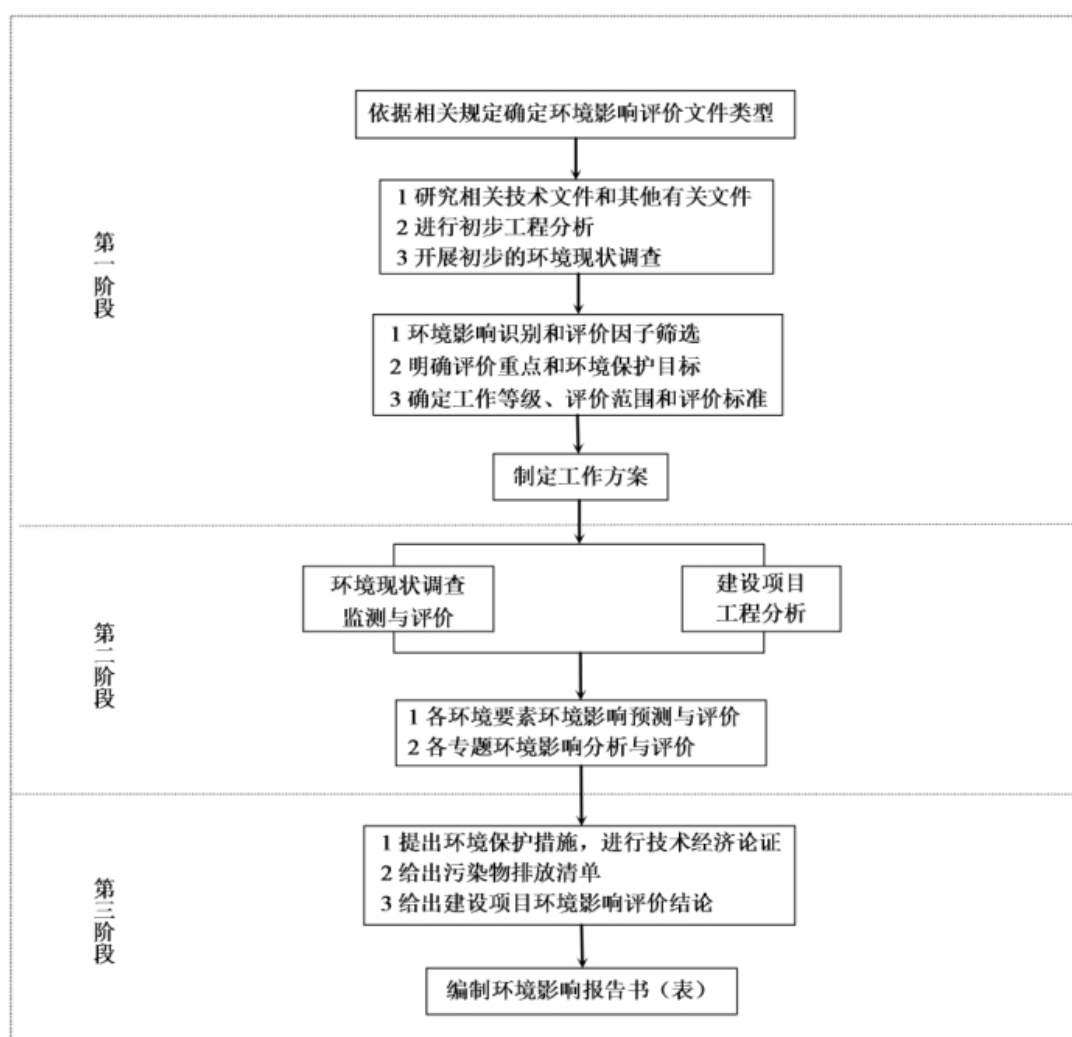 依据相关规定确定环境影响评价文件类型
1 研究相关技术文件和其他有关文件
2 进行初步工程分析
3 开展初步的环境现状调查
第一阶段
1 环境影响识别和评价因子筛选
2 明确评价重点和环境保护目标
3 确定工作等级、评价范围和评价标准
制定工作方案
环境现状调查
监测与评价
建设项目
工程分析
第二阶段
1 各环境要素环境影响预测与评价
2 各专题环境影响分析与评价
1 提出环境保护措施，进行技术经济论证
2 给出污染物排放清单
3 给出建设项目环境影响评价结论
第三阶段
编制环境影响报告书（表）